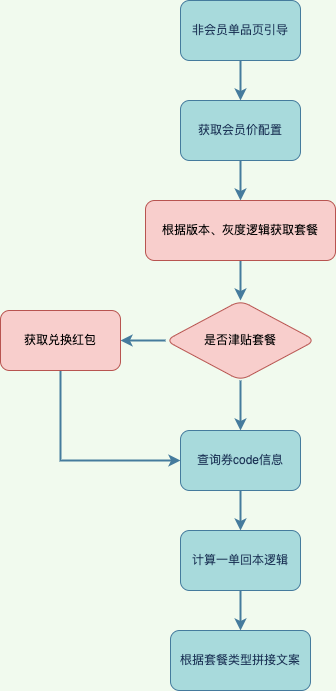 非会员单品页引导
获取会员价配置
根据版本、灰度逻辑获取套餐
是否津贴套餐
获取兑换红包
查询券code信息
计算一单回本逻辑
根据套餐类型拼接文案